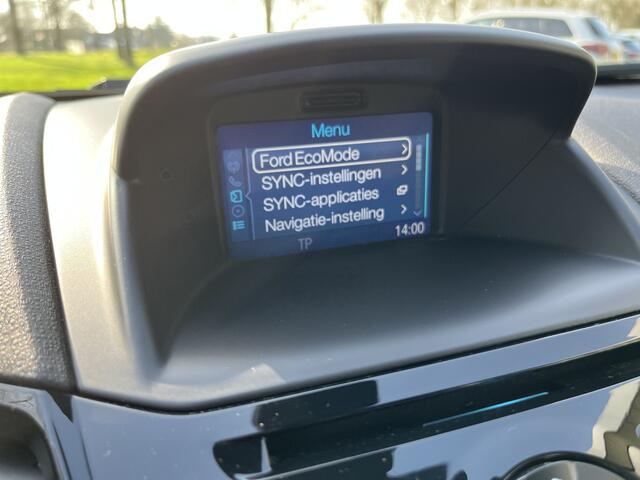 Menu
Ford EcoMode
SYNC-instellingen
SYNC-applicaties
Navigatie-instelling
TP
14:00